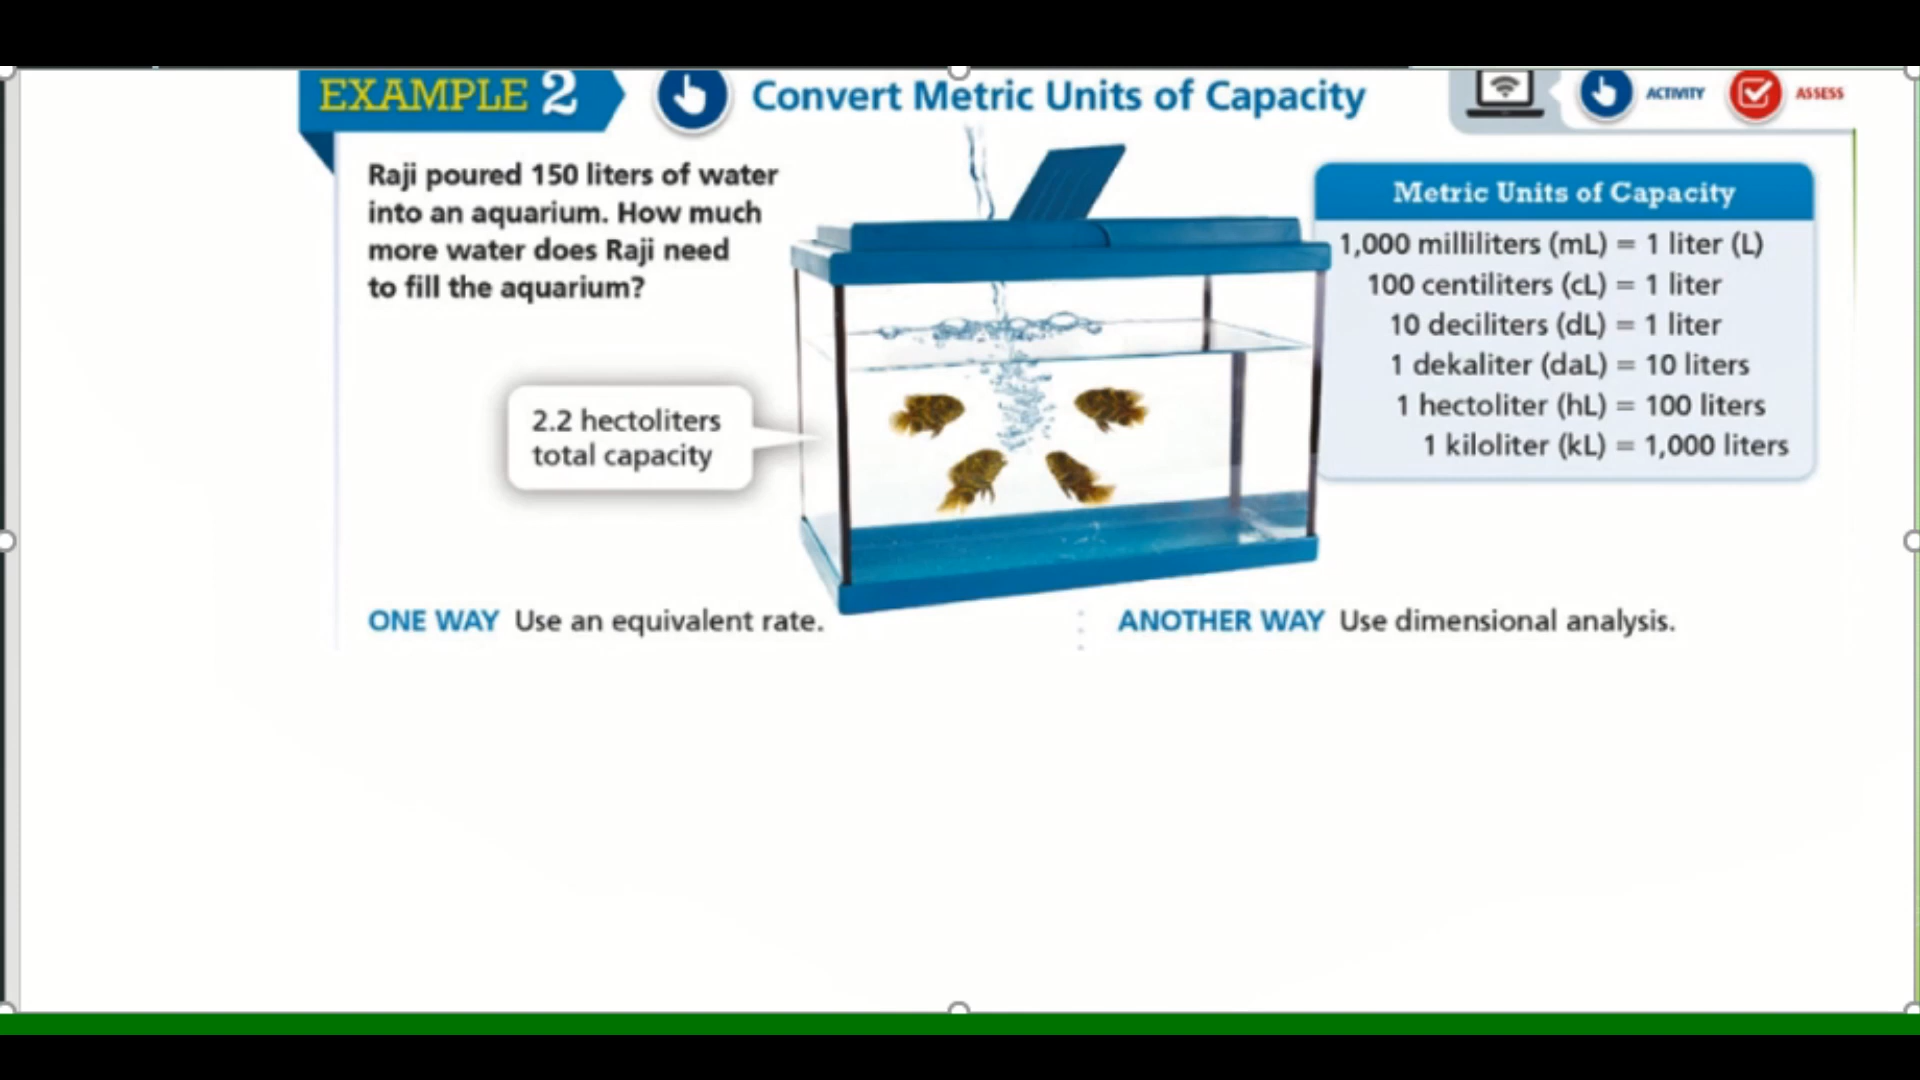 EXAMPLE 2 Convert Metric Units of Capacity
ACTIVITY ASSESS
Raji poured 150 liters of water
into an aquarium. How much
more water does Raji need
to fill the aquarium?
2.2 hectoliters
total capacity
Metric Units of Capacity
1,000 milliliters (mL) = 1 liter (L)
100 centiliters (cL) = 1 liter
10 deciliters (dL) = 1 liter
1 dekaliter (daL) = 10 liters
1 hectoliter (hL) = 100 liters
1 kiloliter (kL) = 1,000 liters
ONE WAY Use an equivalent rate.
ANOTHER WAY Use dimensional analysis.